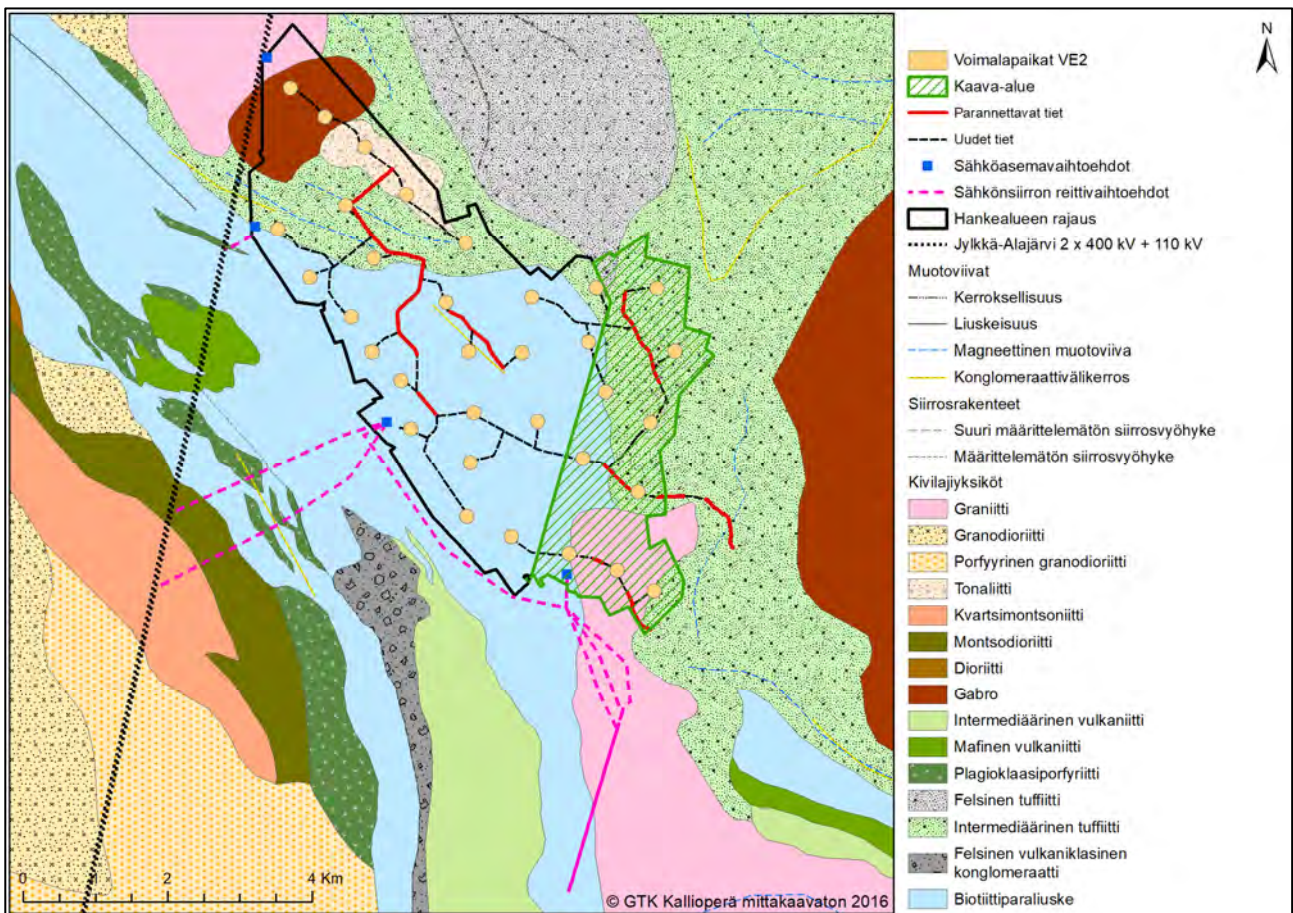 N
Voimalapaikat VE2
Kaava-alue
Parannettavat tiet
Uudet tiet
Sähköasemavaihtoehdot
Sähkönsiirron reittivaihtoehdot
Hankealueen rajaus
Jylkkä-Alajärvi 2 x 400 kV + 110 kV
Muotoviivat
Kerroksellisuus
Liuskeisuus
Magneettinen muotoviiva
Konglomeraattivälikerros
Siirrosrakenteet
Suuri määrittelemätön siirrosvyöhyke
Määrittelemätön siirrosvyöhyke
Kivilajiyksiköt
Graniitti
Granodioriitti
Porfyyrinen granodioriitti
Tonaliitti
Kvartsimontsoniitti
Montsodioriitti
Dioriitti
Gabro
Intermediäärinen vulkaniitti
Mafinen vulkaniitti
Plagioklaasiporfyriitti
Felsinen tuffiitti
Intermediäärinen tuffiitti
Felsinen vulkaniklasinen
konglomeraatti
Biotiittiparaliuske
0 1 2 4 Km
© GTK Kallioperä mittakaavaton 2016